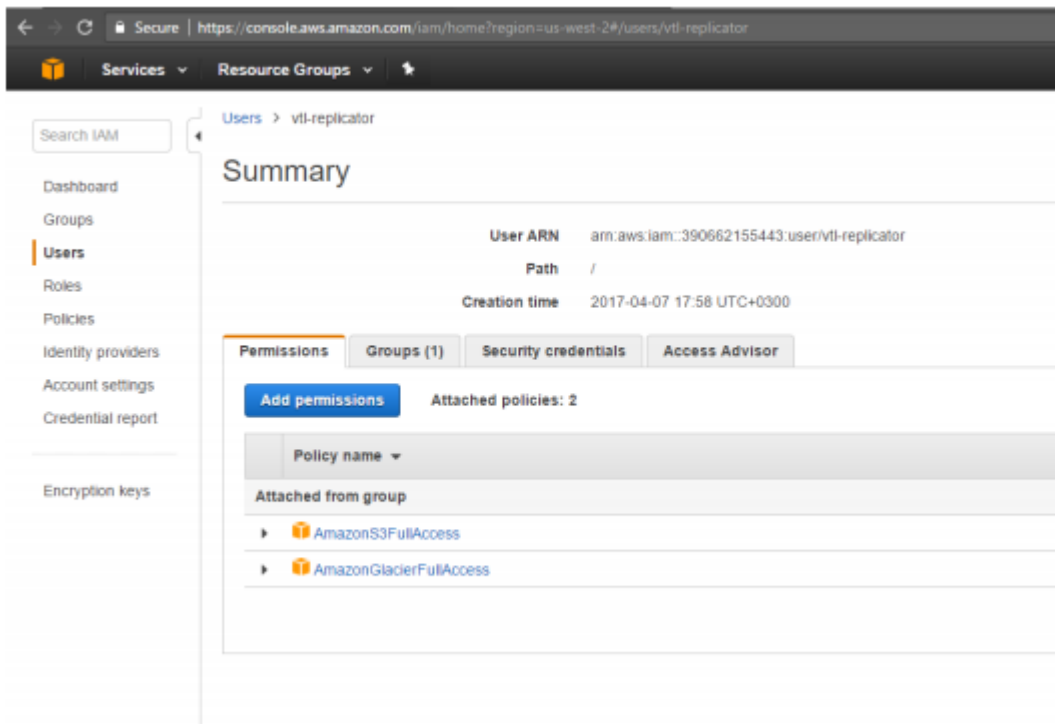 Secure | https://console.aws.amazon.com/iam/home?region=us-west-2#/users/vtl-replicator
Services Resource Groups
Search IAM
Dashboard
Groups
Users
Roles
Policies
Identity providers
Account settings
Credential report
Encryption keys
Users > vtl-replicator
Summary
User ARN arn:aws:iam::390662155443:user/vtl-replicator
Path /
Creation time 2017-04-07 17:58 UTC+0300
Permissions Groups (1) Security credentials Access Advisor
Add permissions Attached policies: 2
Policy name
Attached from group
AmazonS3FullAccess
AmazonGlacierFullAccess